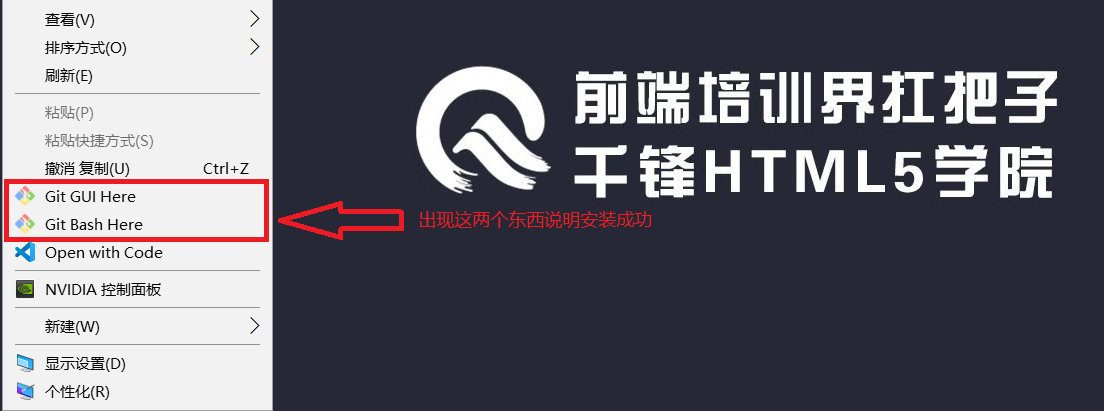 查看(V)
排序方式(O)
刷新(E)
粘贴(P)
粘贴快捷方式(S)
撤消 复制(U) Ctrl+Z
Git GUI Here
Git Bash Here
Open with Code
NVIDIA 控制面板
新建(W)
显示设置(D)
个性化(R)
前端培训界扛把子
千锋HTML5学院
出现这两个东西说明安装成功